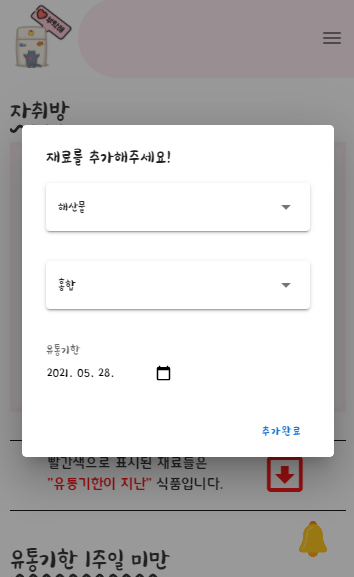 자취방
재료를 추가해주세요!
해산물
홍합
유통기한
2021. 05. 28.
추가완료
빨간색으로 표시된 재료들은
"유통기한이 지난" 식품입니다.
유통기한 1주일 미만